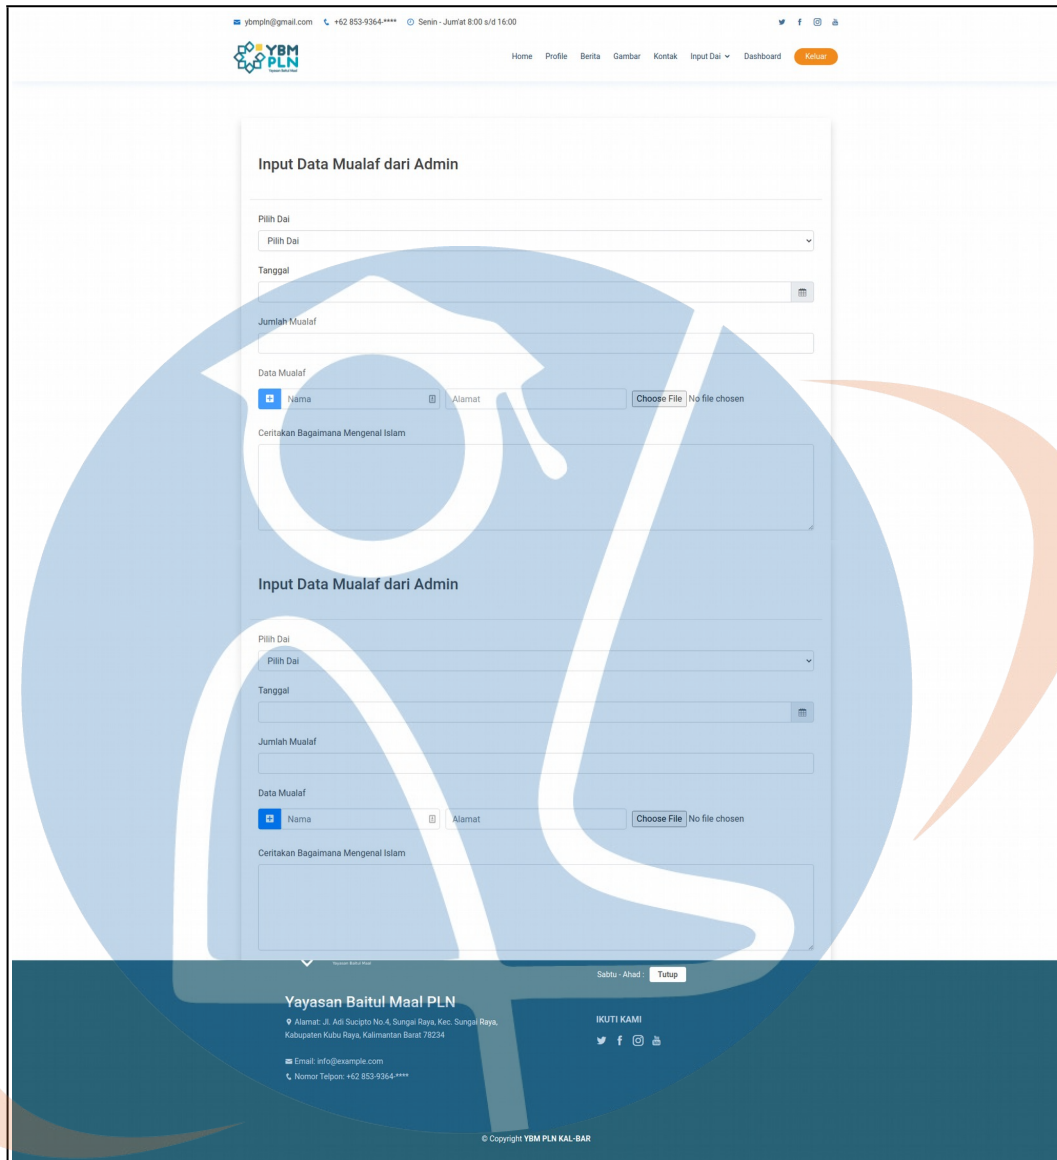 ybmpln@gmail.com +62 853-9364-**** Senin - Jum'at 8:00 s/d 16:00
YBM
PLN
Yayasan Baitul Maal
Home Profile Berita Gambar Kontak Input Dai Dashboard Keluar
Input Data Mualaf dari Admin
Pilih Dai
Pilih Dai
Tanggal
Jumlah Mualaf
Data Mualaf
Nama Alamat Choose File No file chosen
Ceritakan Bagaimana Mengenal Islam
Input Data Mualaf dari Admin
Pilih Dai
Pilih Dai
Tanggal
Jumlah Mualaf
Data Mualaf
Nama Alamat Choose File No file chosen
Ceritakan Bagaimana Mengenal Islam
Yayasan Baitul Maal
Sabtu - Ahad : Tutup
Yayasan Baitul Maal PLN
Alamat: Jl. Adi Sucipto No.4, Sungai Raya, Kec. Sungai Raya,
Kabupaten Kubu Raya, Kalimantan Barat 78234
Email: info@example.com
Nomor Telpon: +62 853-9364-****
IKUTI KAMI
© Copyright YBM PLN KAL-BAR